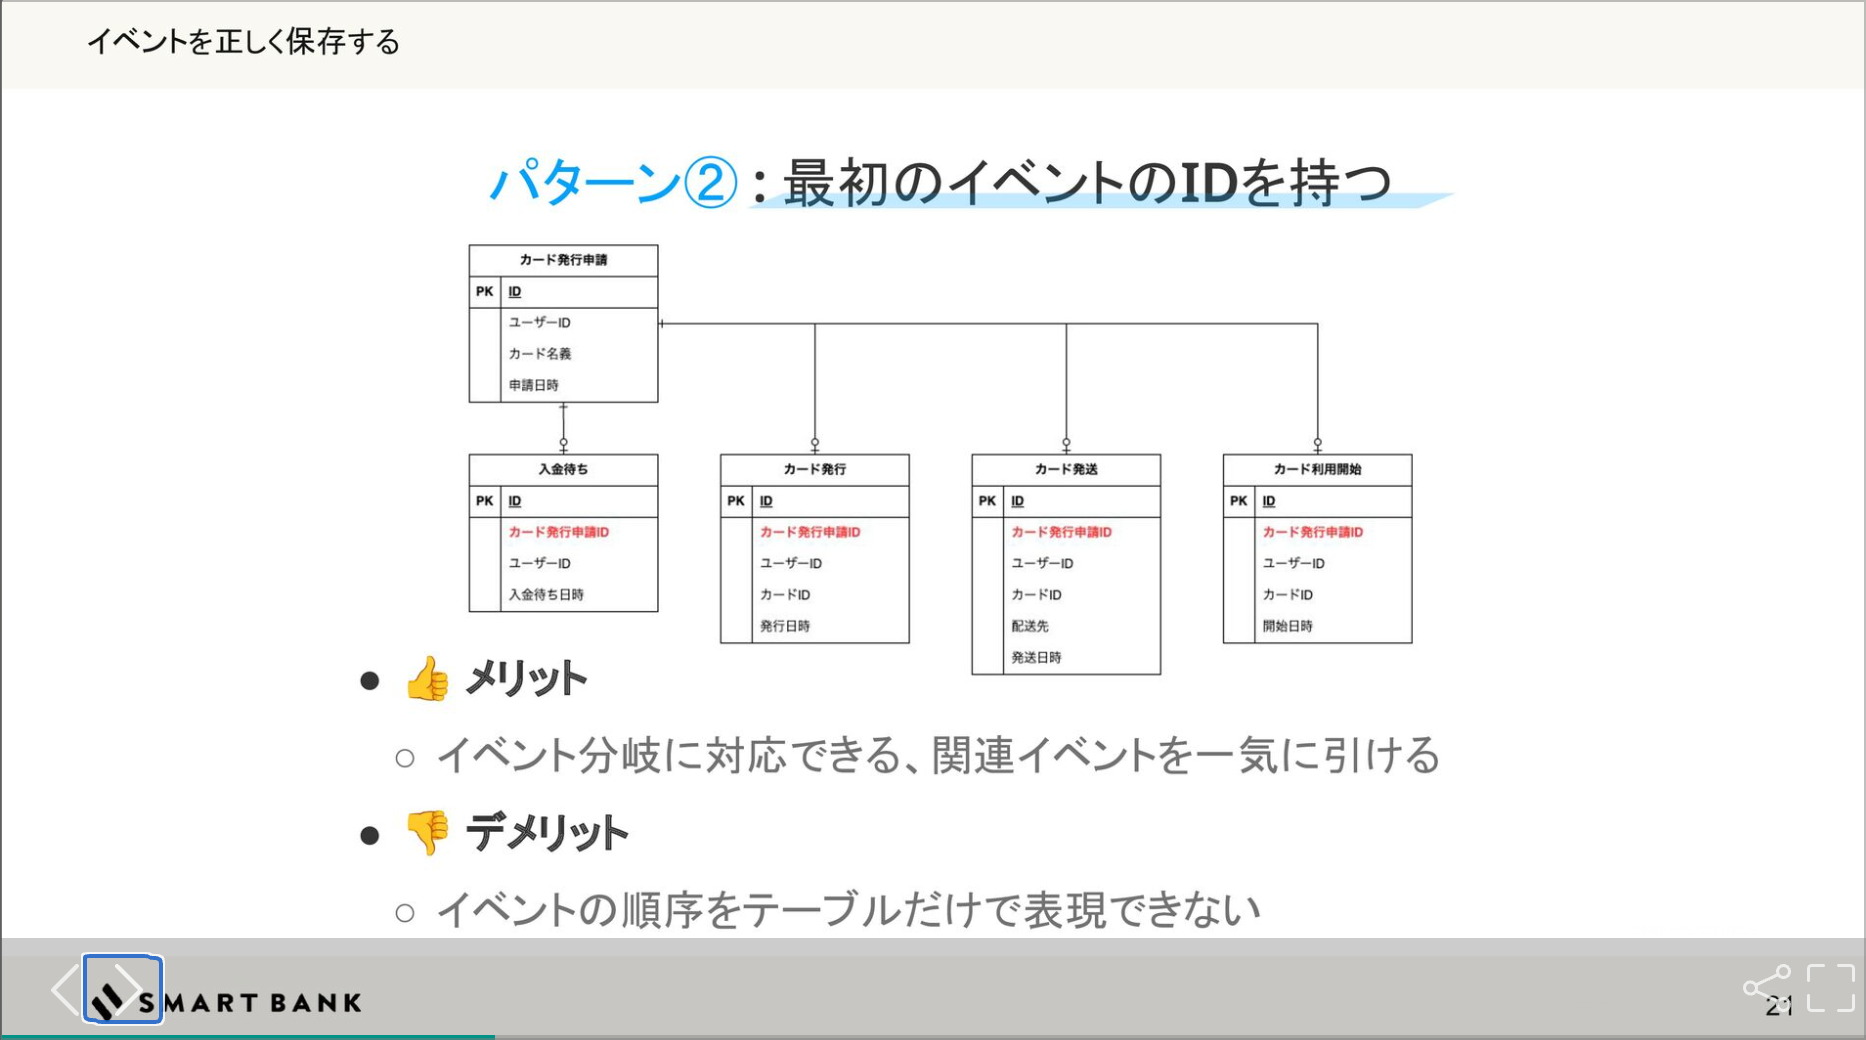 イベントを正しく保存する
パターン②：最初のイベントのIDを持つ
カード発行申請
PK ID
ユーザーID
カード名義
申請日時
入金待ち
PK ID
カード発行申請ID
ユーザーID
入金待ち日時
カード発行
PK ID
カード発行申請ID
ユーザーID
カードID
発行日時
カード発送
PK ID
カード発行申請ID
ユーザーID
カードID
配送先
発送日時
カード利用開始
PK ID
カード発行申請ID
ユーザーID
カードID
開始日時
● 👍 メリット
○ イベント分岐に対応できる、関連イベントを一気に引ける
● 👎 デメリット
○ イベントの順序をテーブルだけで表現できない
SMART BANK
21